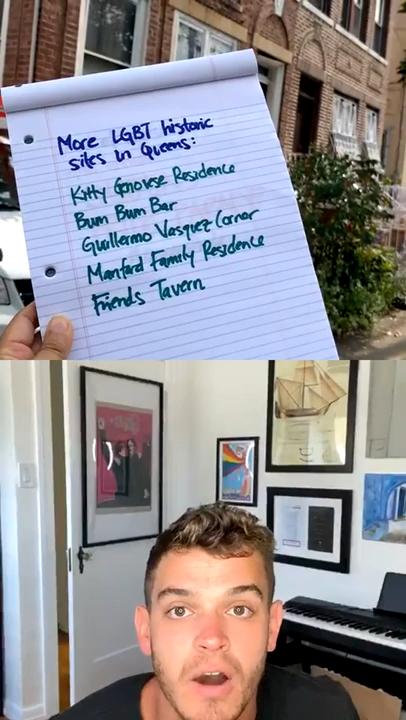 More LGBT historic
sites in Queens:
Kitty Genovese Residence
Bum Bum Bar
Guillermo Vasquez Corner
Manford Family Residence
Friends Tavern